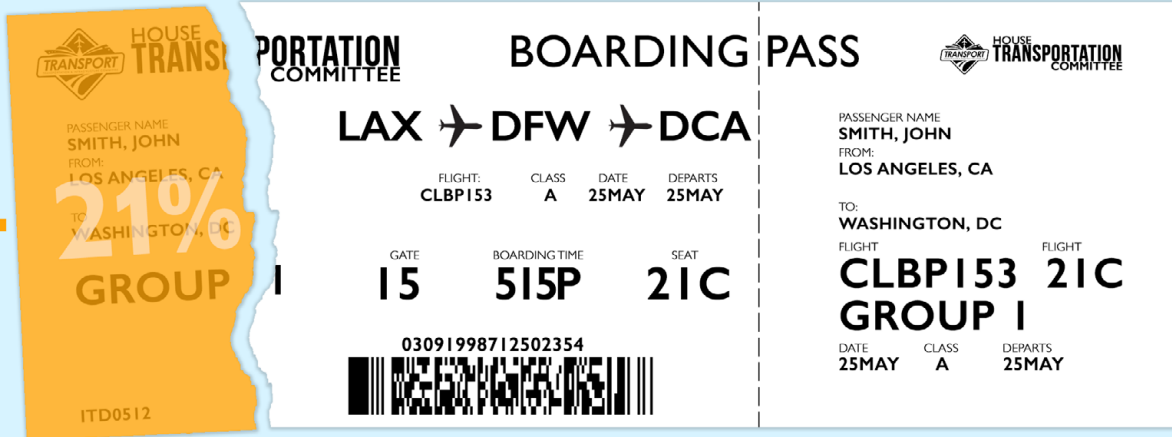 TRANSPORT
HOUSE
TRANSPORTATION
COMMITTEE
BOARDING PASS
TRANSPORT
HOUSE
TRANSPORTATION
COMMITTEE
PASSENGER NAME
SMITH, JOHN
FROM:
LOS ANGELES, CA
21%
TO
WASHINGTON, DC
GROUP 1
ITD0512
LAX DFW DCA
FLIGHT: CLASS DATE DEPARTS
CLBP153 A 25MAY 25MAY
GATE BOARDING TIME SEAT
15 515P 21C
03091998712502354
PASSENGER NAME
SMITH, JOHN
FROM:
LOS ANGELES, CA
TO:
WASHINGTON, DC
FLIGHT FLIGHT
CLBP153 21C
GROUP 1
DATE CLASS DEPARTS
25MAY A 25MAY